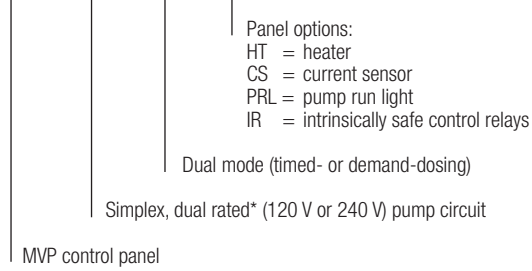 Panel options:
HT = heater
CS = current sensor
PRL = pump run light
IR = intrinsically safe control relays
Dual mode (timed- or demand-dosing)
Simplex, dual rated* (120 V or 240 V) pump circuit
MVP control panel